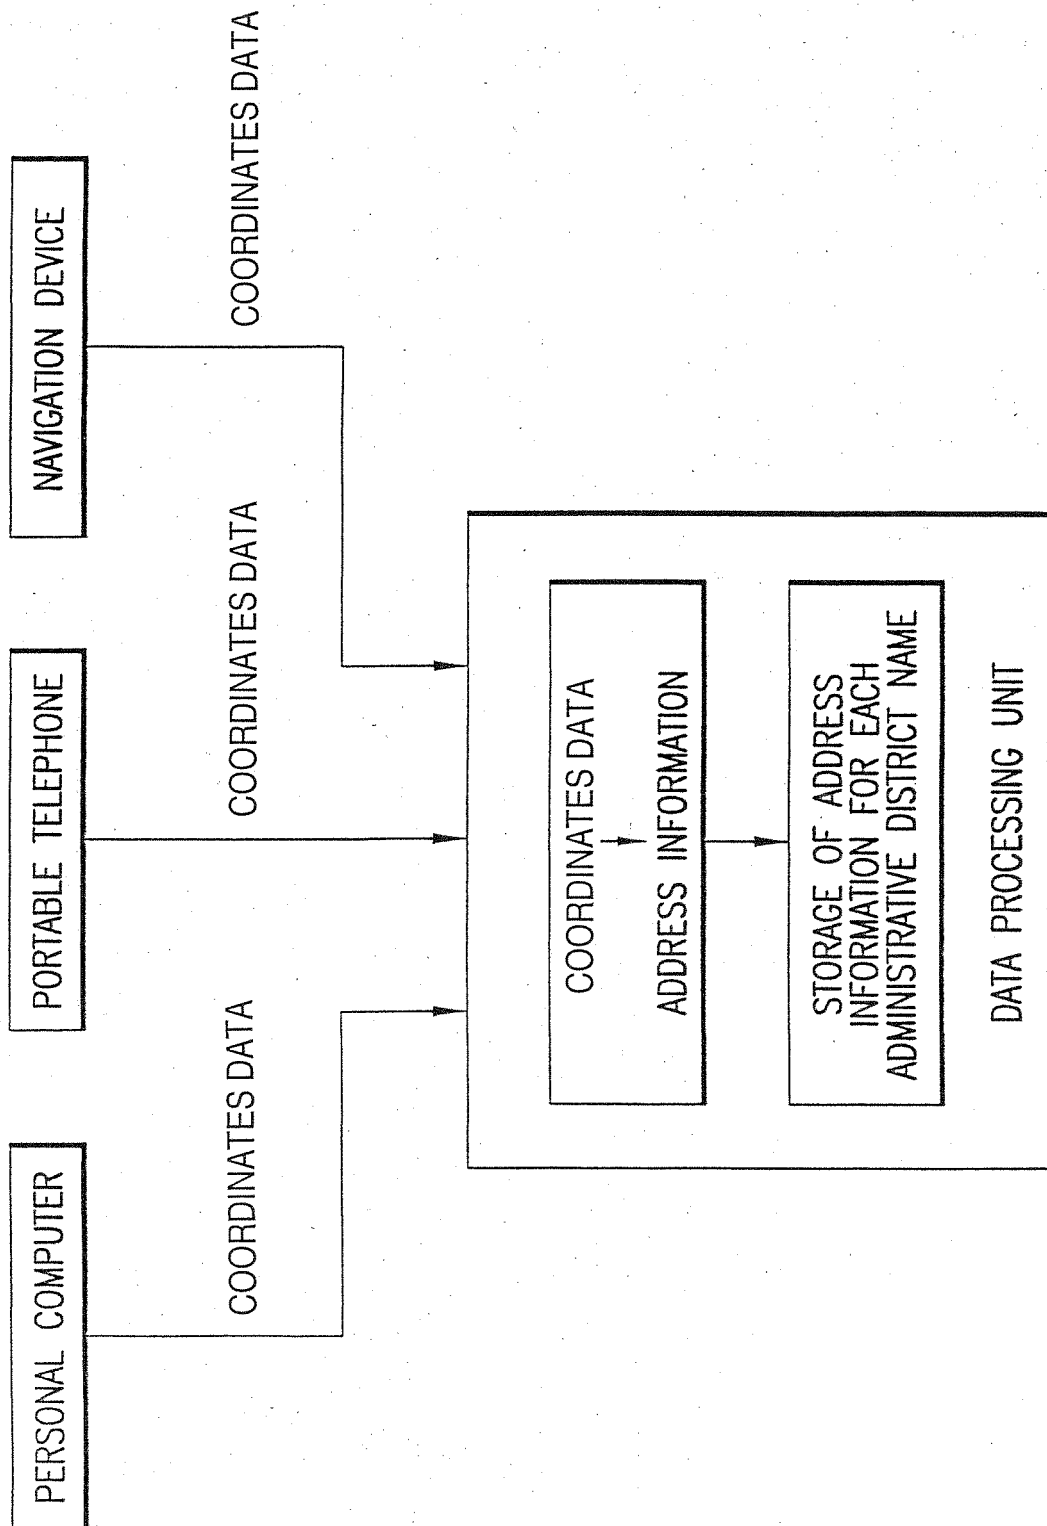 PERSONAL COMPUTER
PORTABLE TELEPHONE
NAVIGATION DEVICE
COORDINATES DATA
COORDINATES DATA
COORDINATES DATA
COORDINATES DATA
ADDRESS INFORMATION
STORAGE OF ADDRESS
INFORMATION FOR EACH
ADMINISTRATIVE DISTRICT NAME
DATA PROCESSING UNIT